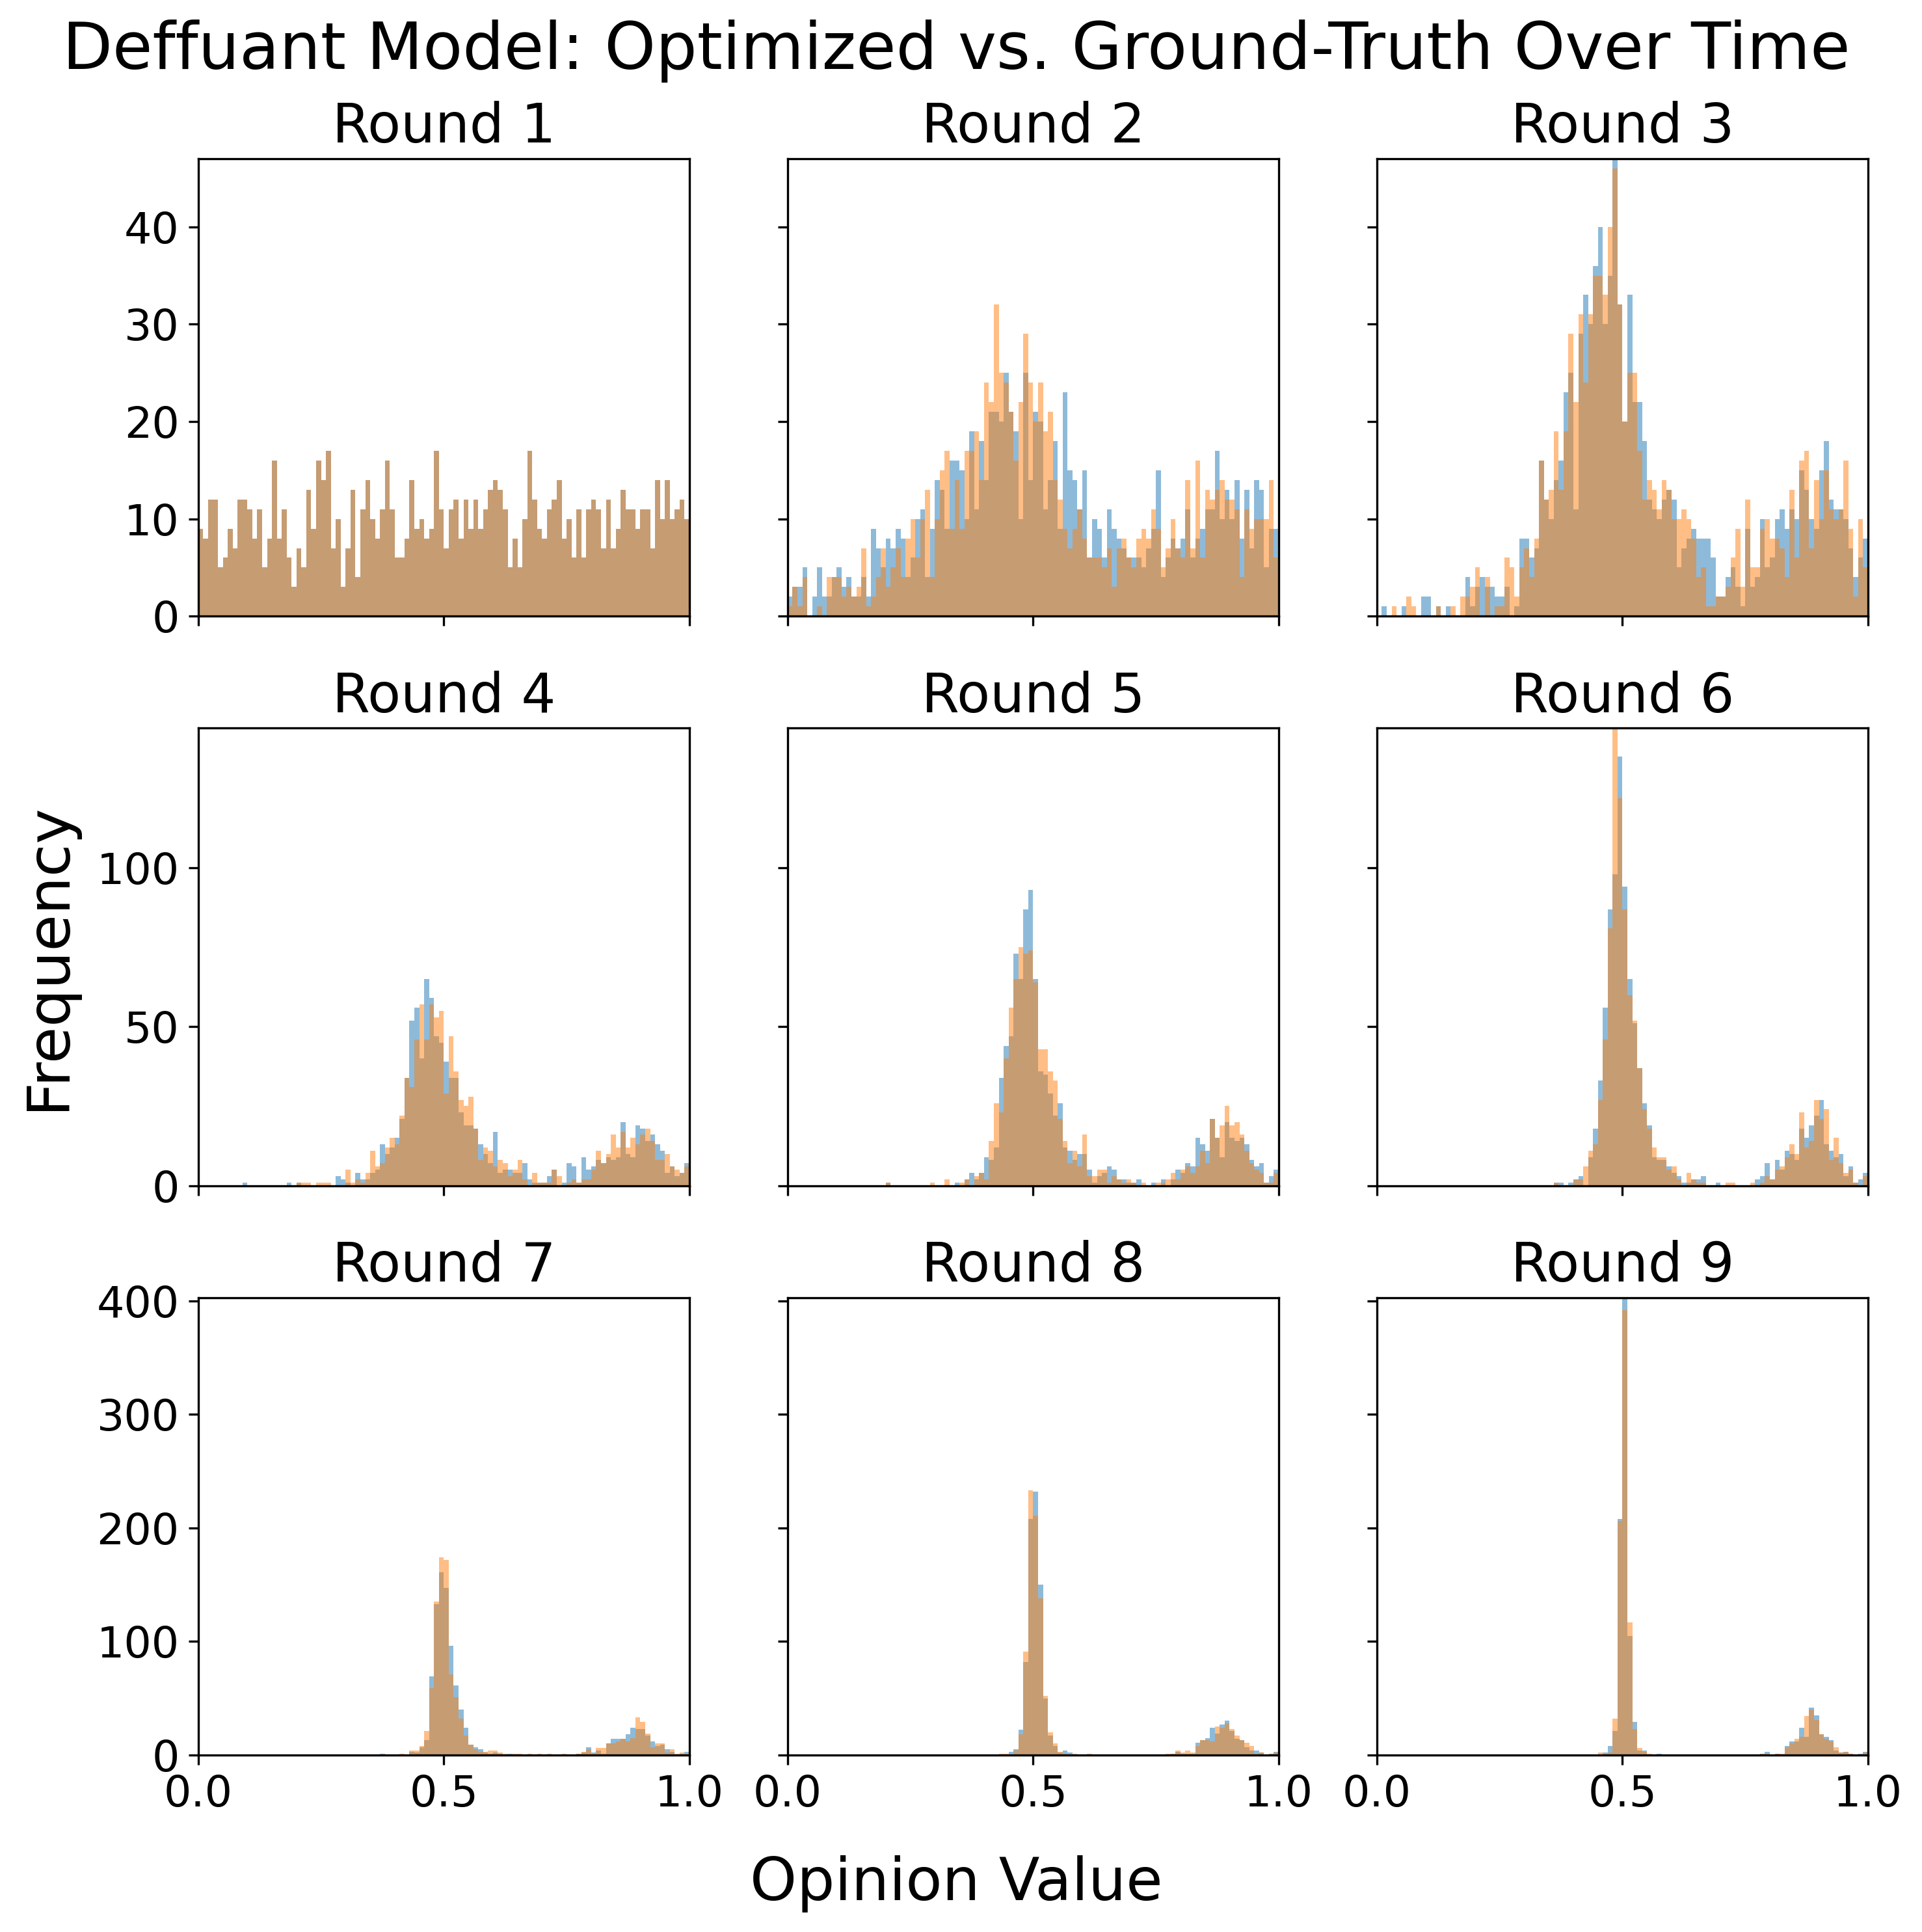 Deffuant Model: Optimized vs. Ground-Truth Over Time
Round 1
Round 2
Round 3
40
30
20
10
0
Round 4
Round 5
Round 6
100
50
0
Frequency
Round 7
Round 8
Round 9
400
300
200
100
0
0.0 0.5 1.0 0.0 0.5 1.0 0.0 0.5 1.0
Opinion Value